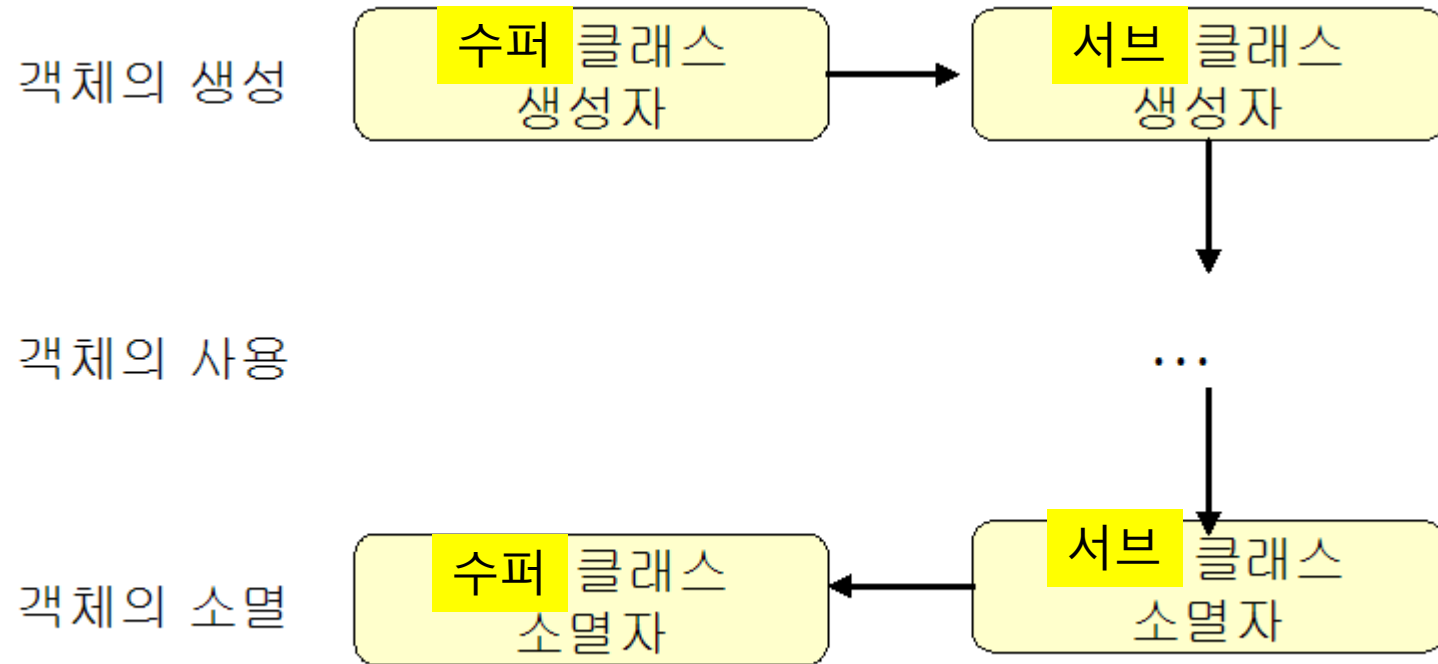 객체의 생성
수퍼 클래스
생성자
서브 클래스
생성자
객체의 사용
...
객체의 소멸
수퍼 클래스
소멸자
서브 클래스
소멸자